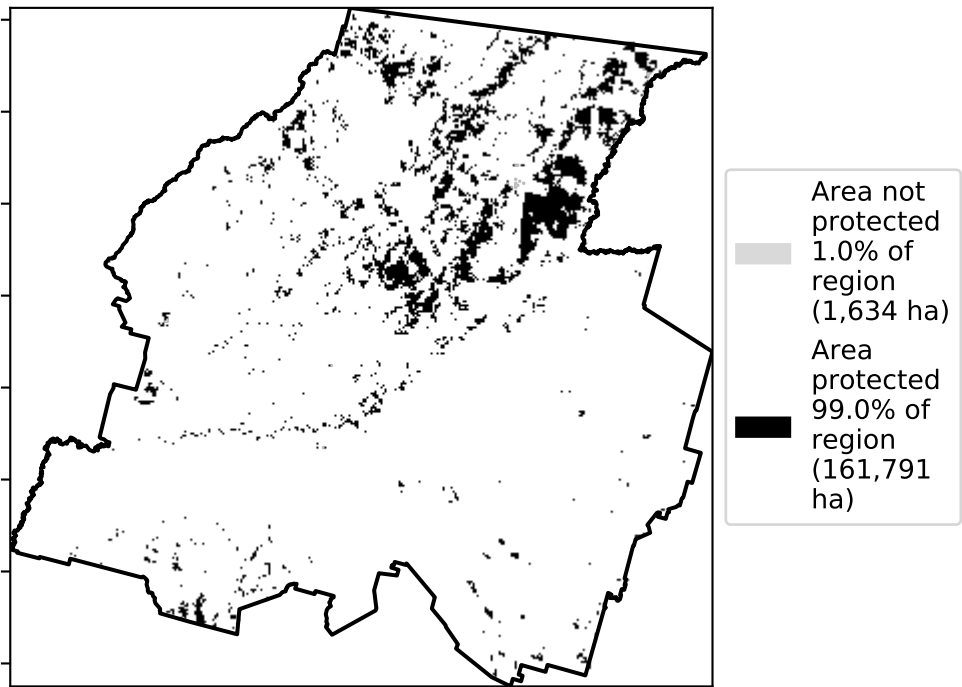 Area not
protected
1.0% of
region
(1,634 ha)
Area
protected
99.0% of
region
(161,791
ha)